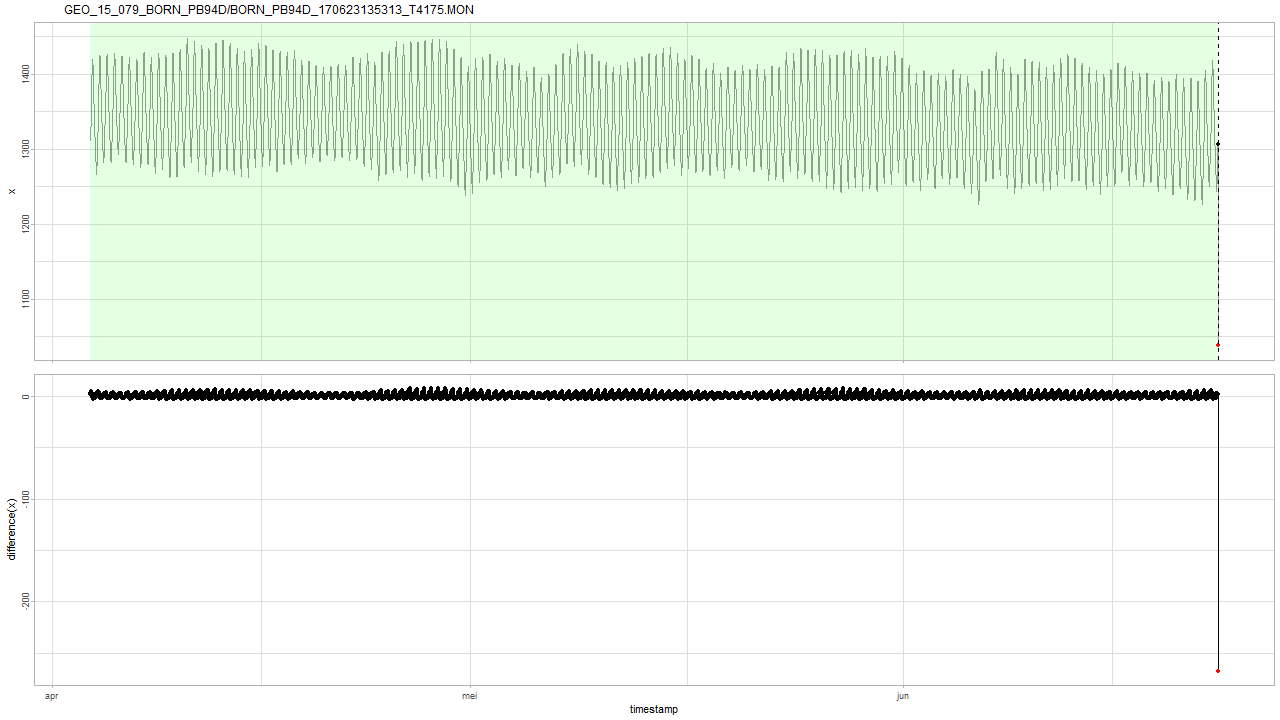 GEO_15_079_BORN_PB94D/BORN_PB94D_170623135313_T4175.MON
1400
1300
1200
1100
x
0
-100
-200
difference(x)
apr mei jun
timestamp